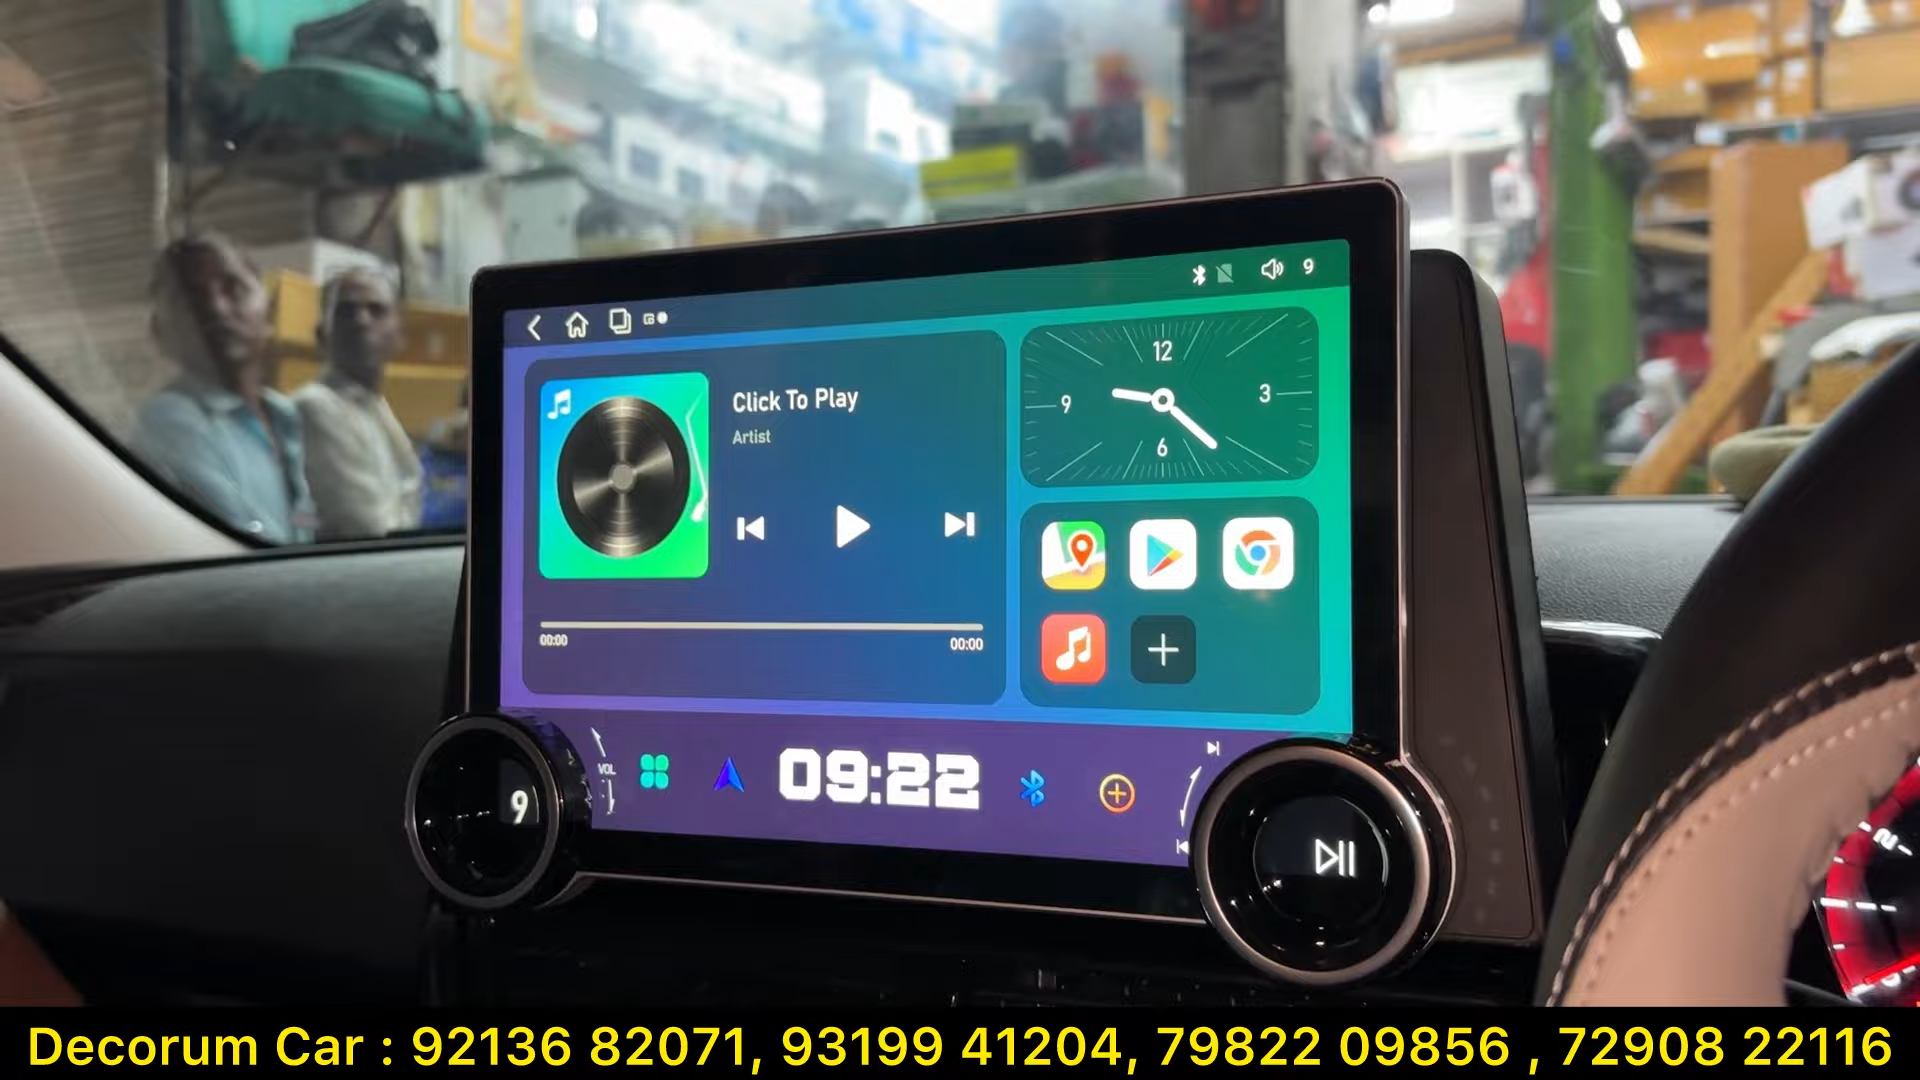 9
12
9
3
6
Click To Play
Artist
00:00
00:00
VOL
09:22
9
Decorum Car : 92136 82071, 93199 41204, 79822 09856 , 72908 22116